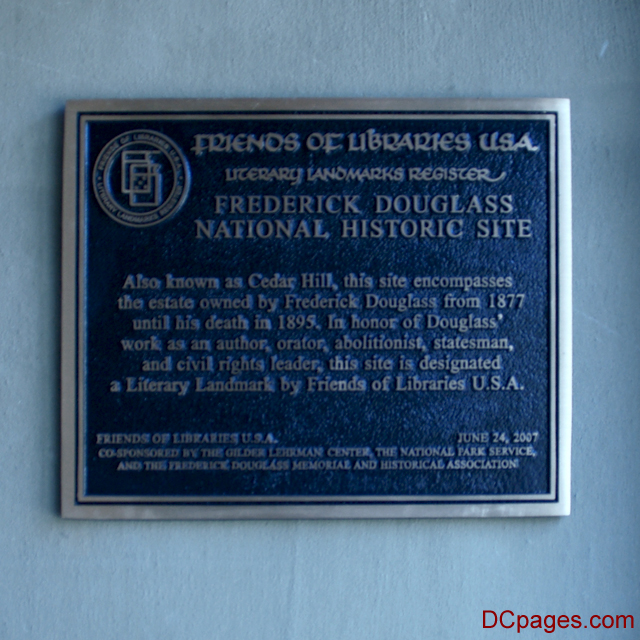 FRIENDS OF LIBRARIES U.S.A.
LITERARY LANDMARKS REGISTER
FREDERICK DOUGLASS
NATIONAL HISTORIC SITE
Also known as Cedar Hill, this site encompasses
the estate owned by Frederick Douglass from 1877
until his death in 1895. In honor of Douglass'
work as an author, orator, abolitionist, statesman,
and civil rights leader, this site is designated
a Literary Landmark by Friends of Libraries U.S.A.
FRIENDS OF LIBRARIES U.S.A. JUNE 24, 2007
CO-SPONSORED BY THE GILDER LEHRMAN CENTER, THE NATIONAL PARK SERVICE,
AND THE FREDERICK DOUGLASS MEMORIAL AND HISTORICAL ASSOCIATION
DCpages.com